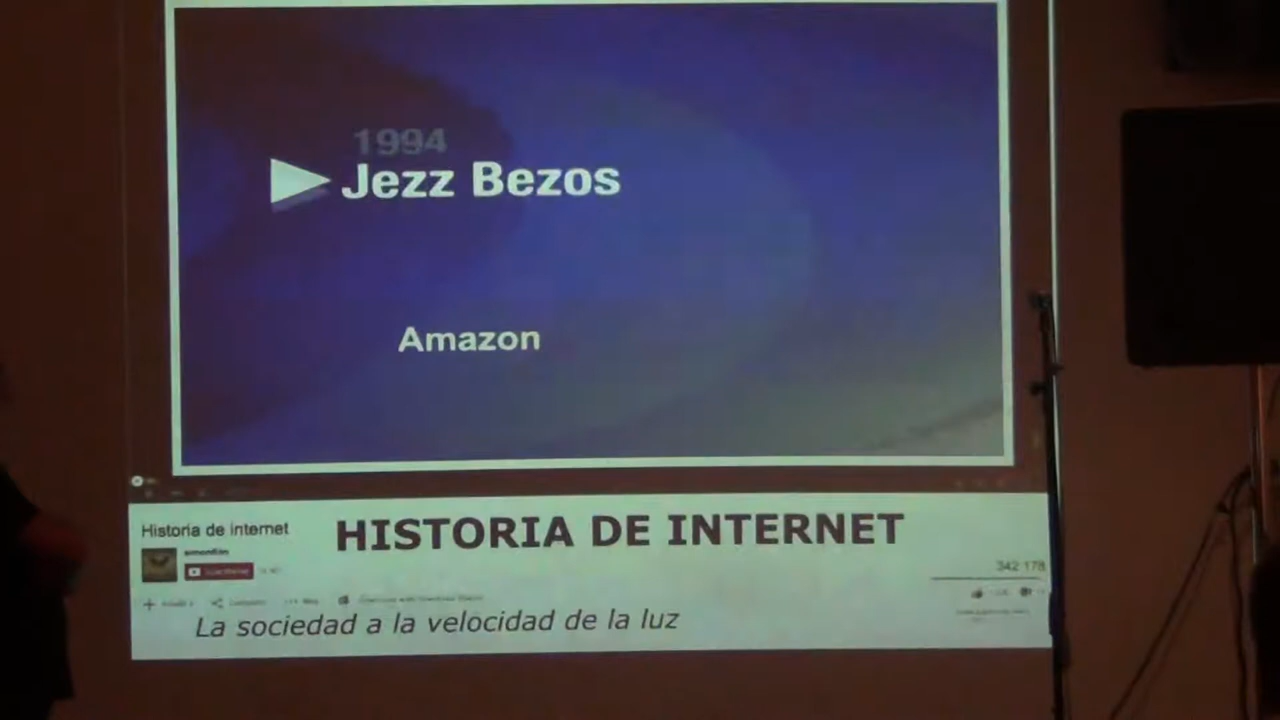 1994
Jezz Bezos
Amazon
Historia de internet
HISTORIA DE INTERNET
342 178
La sociedad a la velocidad de la luz